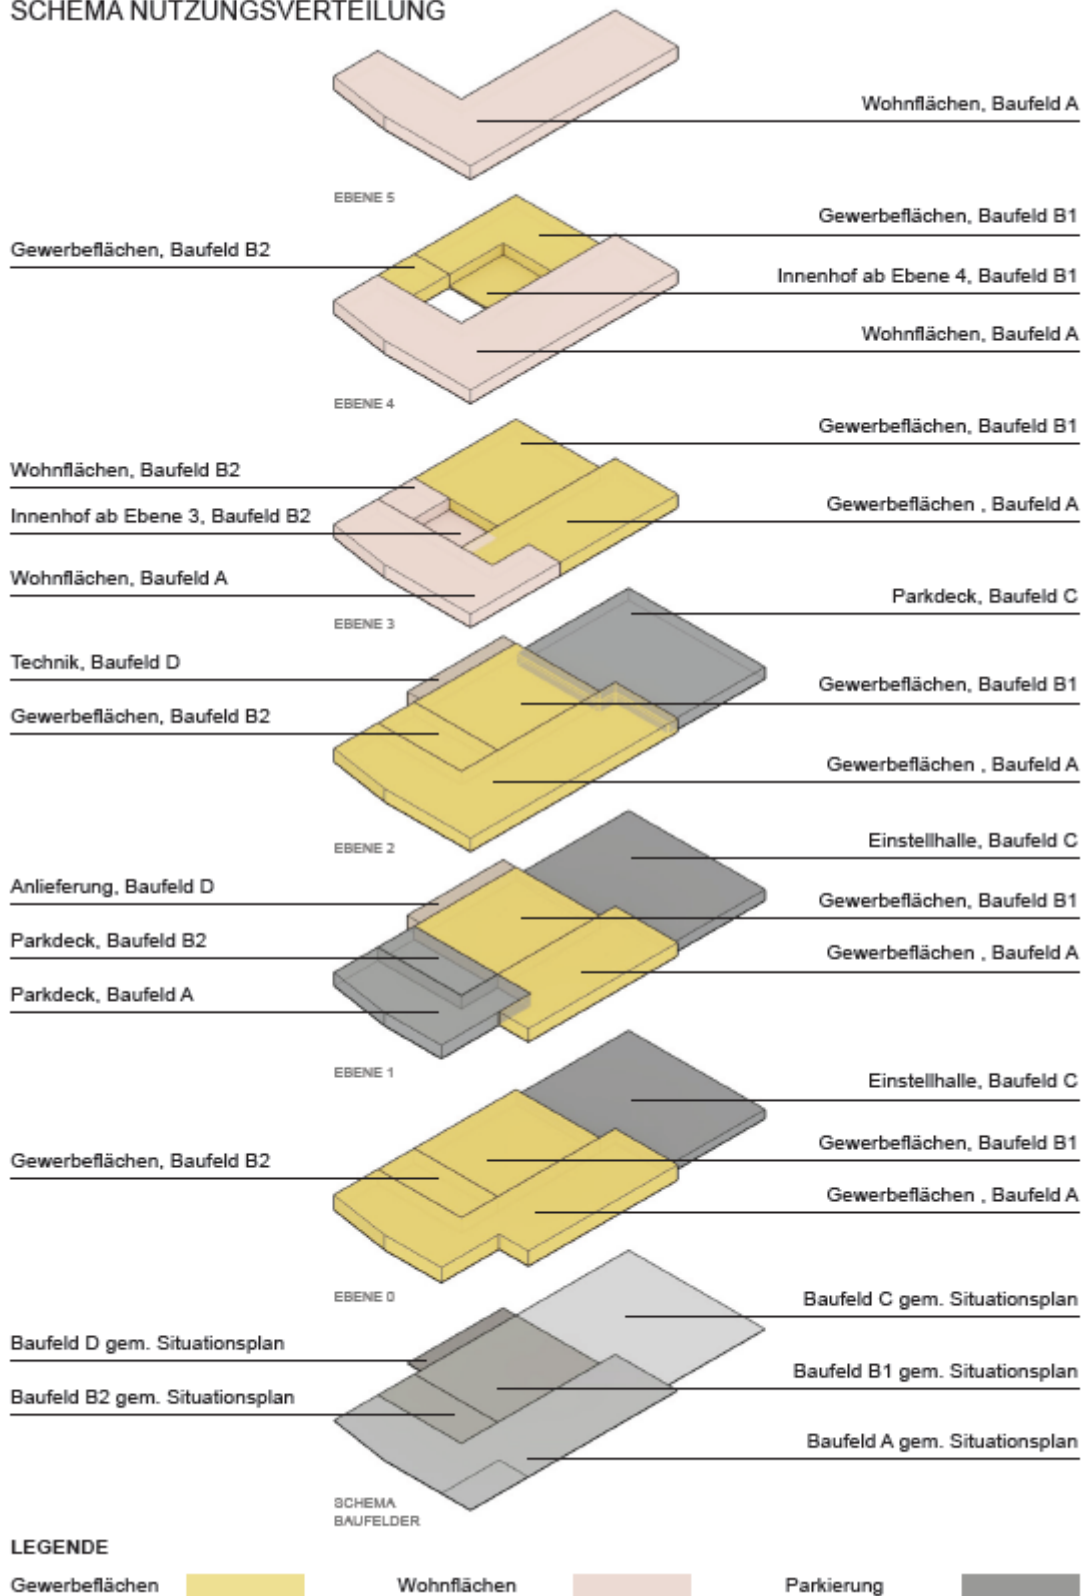 SCHEMA NUTZUNGSVERTEILUNG
Wohnflächen, Baufeld A
EBENE 5
Gewerbeflächen, Baufeld B1
Gewerbeflächen, Baufeld B2
Innenhof ab Ebene 4, Baufeld B1
Wohnflächen, Baufeld A
EBENE 4
Gewerbeflächen, Baufeld B1
Wohnflächen, Baufeld B2
Gewerbeflächen , Baufeld A
Innenhof ab Ebene 3, Baufeld B2
Wohnflächen, Baufeld A
Parkdeck, Baufeld C
EBENE 3
Technik, Baufeld D
Gewerbeflächen, Baufeld B1
Gewerbeflächen, Baufeld B2
Gewerbeflächen , Baufeld A
EBENE 2
Einstellhalle, Baufeld C
Anlieferung, Baufeld D
Gewerbeflächen, Baufeld B1
Parkdeck, Baufeld B2
Gewerbeflächen , Baufeld A
Parkdeck, Baufeld A
EBENE 1
Einstellhalle, Baufeld C
Gewerbeflächen, Baufeld B1
Gewerbeflächen, Baufeld B2
Gewerbeflächen , Baufeld A
EBENE 0
Baufeld C gem. Situationsplan
Baufeld D gem. Situationsplan
Baufeld B1 gem. Situationsplan
Baufeld B2 gem. Situationsplan
Baufeld A gem. Situationsplan
SCHEMA
BAUFELDER
LEGENDE
Gewerbeflächen
Wohnflächen
Parkierung